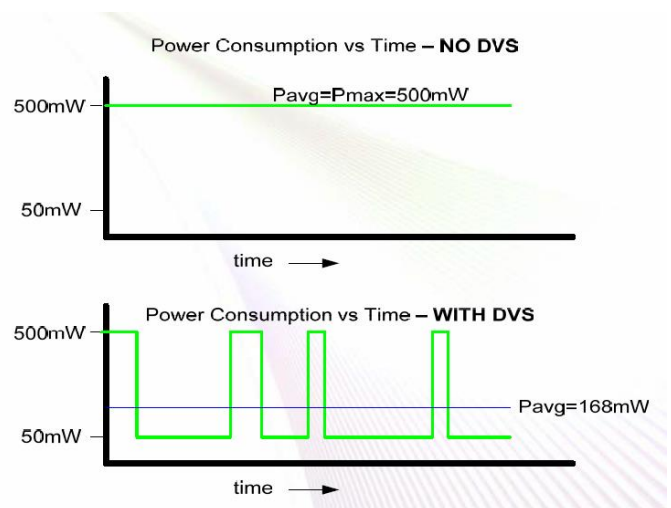 Power Consumption vs Time – NO DVS
Pavg=Pmax=500mW
500mW
50mW
time
Power Consumption vs Time – WITH DVS
500mW
Pavg=168mW
50mW
time